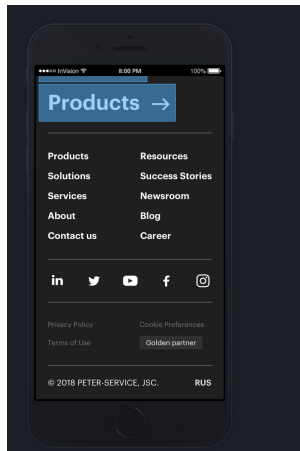 InVision 8:00 PM 100%
Products →
Products Resources
Solutions Success Stories
Services Newsroom
About Blog
Contact us Career
in f
Privacy Policy Cookie Preferences
Terms of Use Golden partner
© 2018 PETER-SERVICE, JSC. RUS